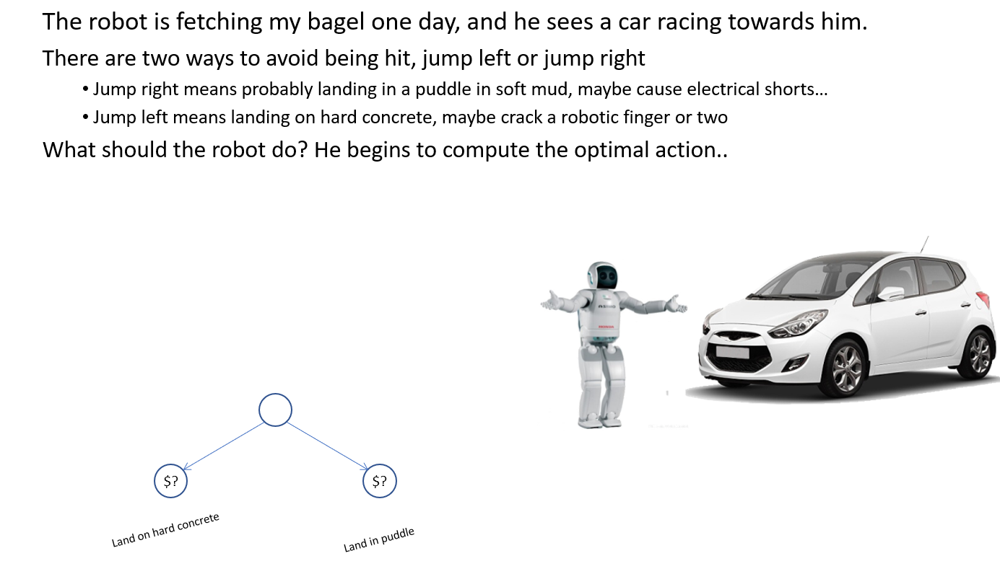 The robot is fetching my bagel one day, and he sees a car racing towards him.
There are two ways to avoid being hit, jump left or jump right
• Jump right means probably landing in a puddle in soft mud, maybe cause electrical shorts…
• Jump left means landing on hard concrete, maybe crack a robotic finger or two
What should the robot do? He begins to compute the optimal action..
ASIMO
HONDA
$?
$?
Land on hard concrete
Land in puddle